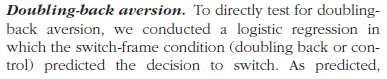 Doubling-back aversion. To directly test for doubling-
back aversion, we conducted a logistic regression in
which the switch-frame condition (doubling back or con-
trol) predicted the decision to switch. As predicted,